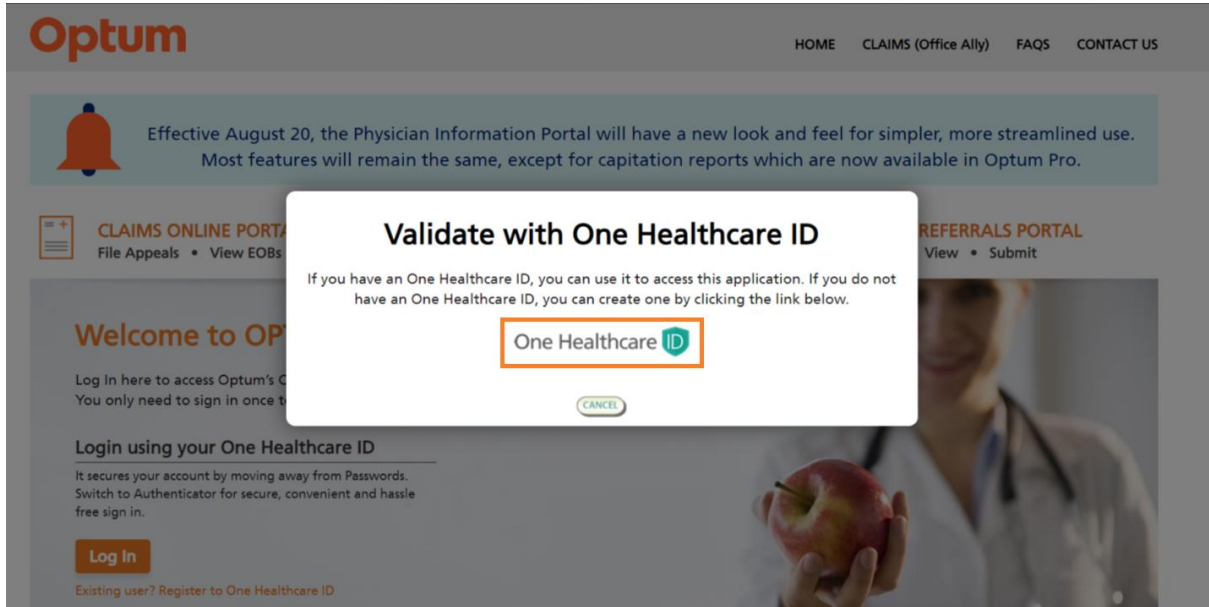 Optum
HOME CLAIMS (Office Ally) FAQS CONTACT US
Effective August 20, the Physician Information Portal will have a new look and feel for simpler, more streamlined use.
Most features will remain the same, except for capitation reports which are now available in Optum Pro.
CLAIMS ONLINE PORTA
File Appeals • View EOBs
REFERRALS PORTAL
View • Submit
Validate with One Healthcare ID
If you have an One Healthcare ID, you can use it to access this application. If you do not
have an One Healthcare ID, you can create one by clicking the link below.
One Healthcare ID
CANCEL
Welcome to OP
Log In here to access Optum's
You only need to sign in once
Login using your One Healthcare ID
It secures your account by moving away from Passwords.
Switch to Authenticator for secure, convenient and hassle
free sign in.
Log In
Existing user? Register to One Healthcare ID